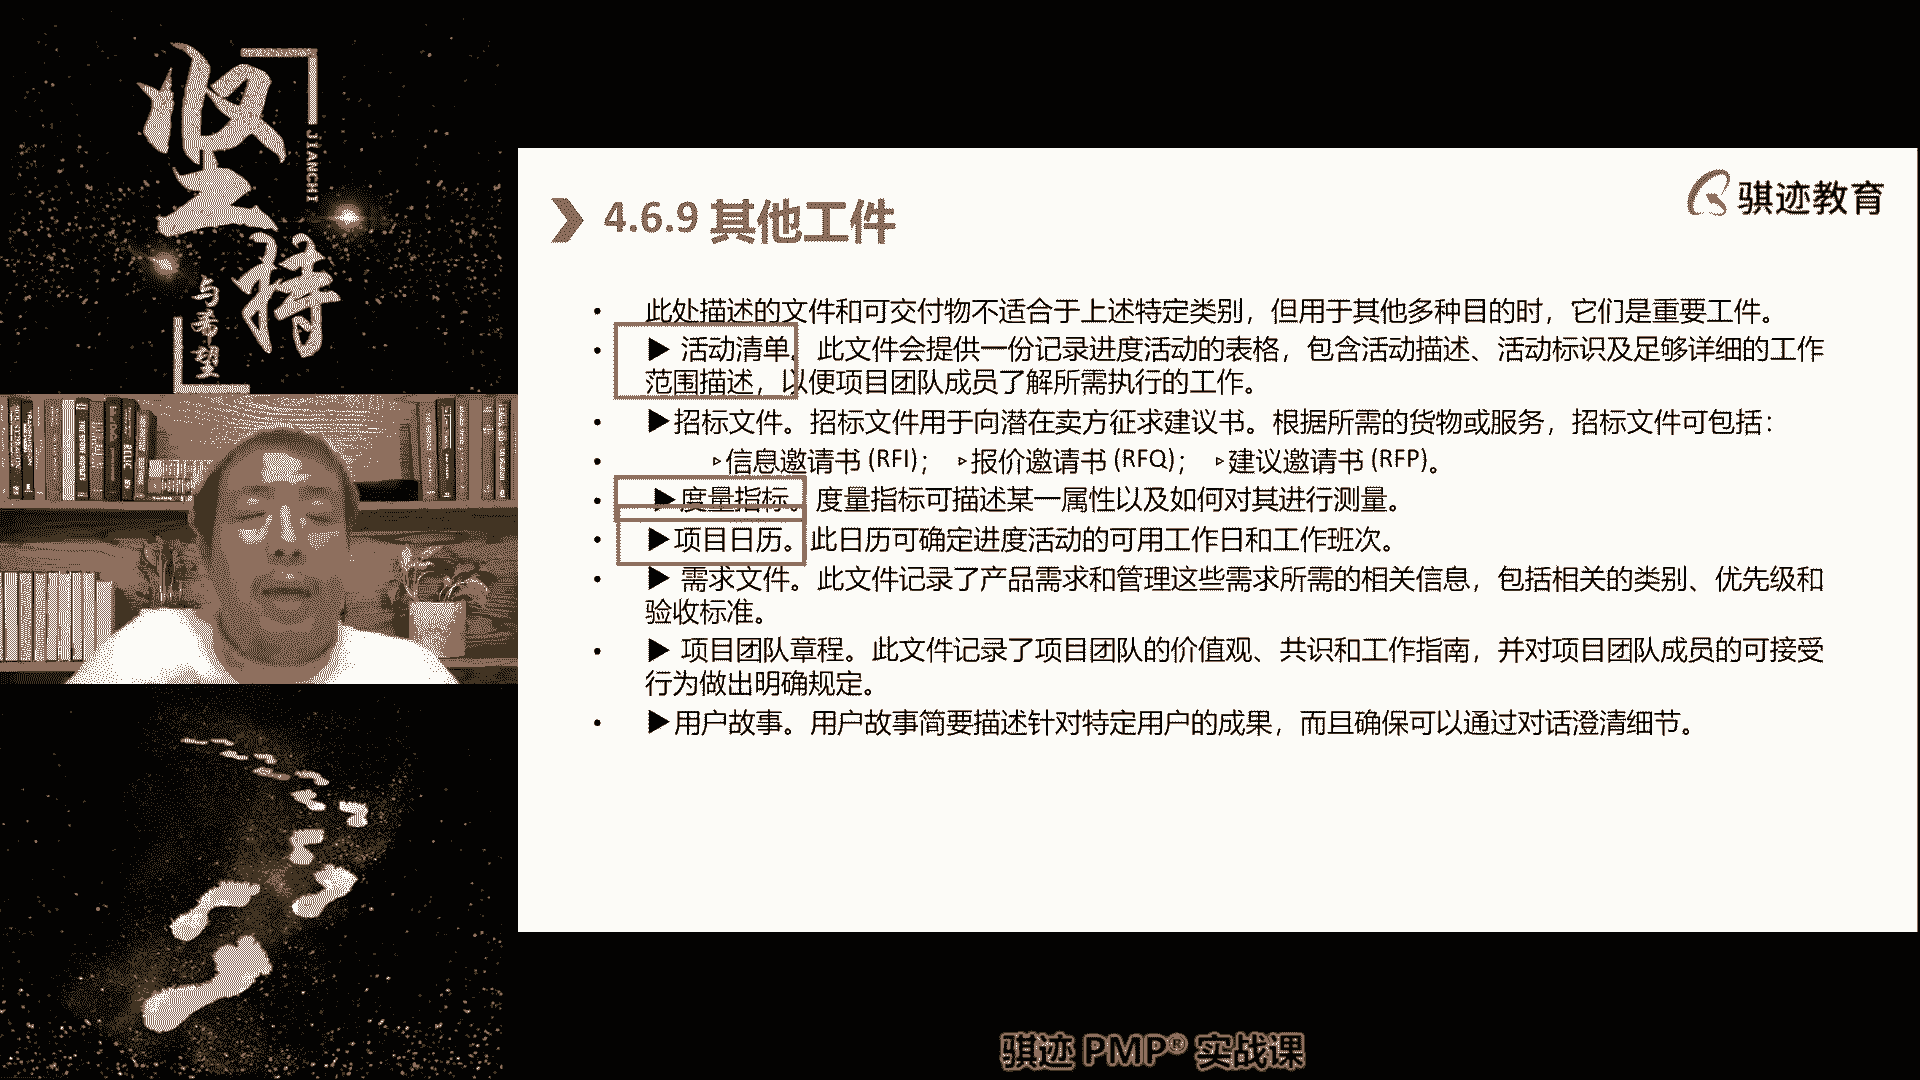 坚持
JIANCHI
与希望
骐迹教育
4.6.9 其他工件
• 此处描述的文件和可交付物不适合于上述特定类别，但用于其他多种目的时，它们是重要工件。
• ▶ 活动清单。此文件会提供一份记录进度活动的表格，包含活动描述、活动标识及足够详细的工作
范围描述，以便项目团队成员了解所需执行的工作。
• ▶招标文件。招标文件用于向潜在卖方征求建议书。根据所需的货物或服务，招标文件可包括：
• ▹信息邀请书 (RFI)； ▹报价邀请书 (RFQ)； ▹建议邀请书 (RFP)。
• ▶度量指标。度量指标可描述某一属性以及如何对其进行测量。
• ▶项目日历。此日历可确定进度活动的可用工作日和工作班次。
• ▶ 需求文件。此文件记录了产品需求和管理这些需求所需的相关信息，包括相关的类别、优先级和
验收标准。
• ▶ 项目团队章程。此文件记录了项目团队的价值观、共识和工作指南，并对项目团队成员的可接受
行为做出明确规定。
• ▶用户故事。用户故事简要描述针对特定用户的成果，而且确保可以通过对话澄清细节。
骐迹 PMP® 实战课